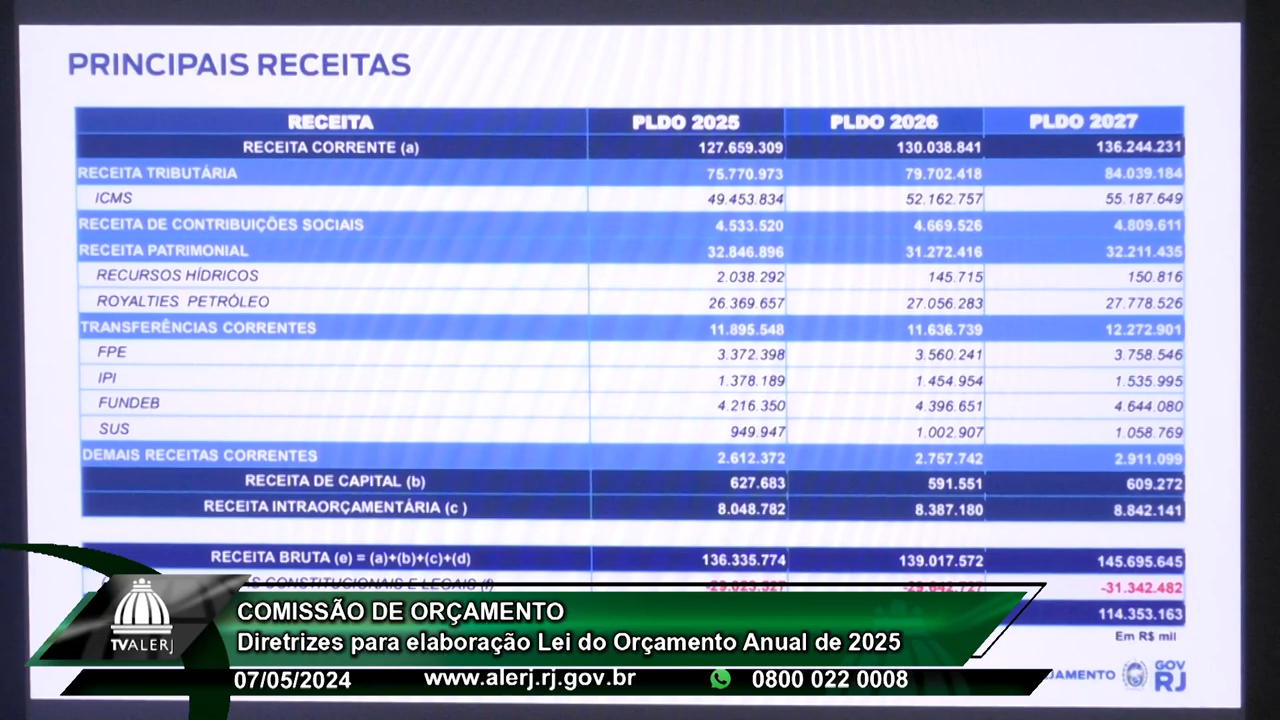 PRINCIPAIS RECEITAS
RECEITA PLDO 2025 PLDO 2026 PLDO 2027
RECEITA CORRENTE (a) 127.659.309 130.038.841 136.244.231
RECEITA TRIBUTÁRIA 75.770.973 79.702.418 84.039.184
ICMS 49.453.834 52.162.757 55.187.649
RECEITA DE CONTRIBUIÇÕES SOCIAIS 4.533.520 4.669.526 4.809.611
RECEITA PATRIMONIAL 32.846.896 31.272.416 32.211.435
RECURSOS HÍDRICOS 2.038.292 145.715 150.816
ROYALTIES PETRÓLEO 26.369.657 27.056.283 27.778.526
TRANSFERÊNCIAS CORRENTES 11.895.548 11.636.739 12.272.901
FPE 3.372.398 3.560.241 3.758.546
IPI 1.378.189 1.454.954 1.535.995
FUNDEB 4.216.350 4.396.651 4.644.080
SUS 949.947 1.002.907 1.058.769
DEMAIS RECEITAS CORRENTES 2.612.372 2.757.742 2.911.099
RECEITA DE CAPITAL (b) 627.683 591.551 609.272
RECEITA INTRAORÇAMENTÁRIA (c ) 8.048.782 8.387.180 8.842.141
RECEITA BRUTA (e) = (a)+(b)+(c)+(d) 136.335.774 139.017.572 145.695.645
CONSTITUCIONAIS E LEGAIS (f) -31.342.482
114.353.163
Em R$ mil
COMISSÃO DE ORÇAMENTO
Diretrizes para elaboração Lei do Orçamento Anual de 2025
TVALERJ
07/05/2024 www.alerj.rj.gov.br 0800 022 0008
GOV
RJ